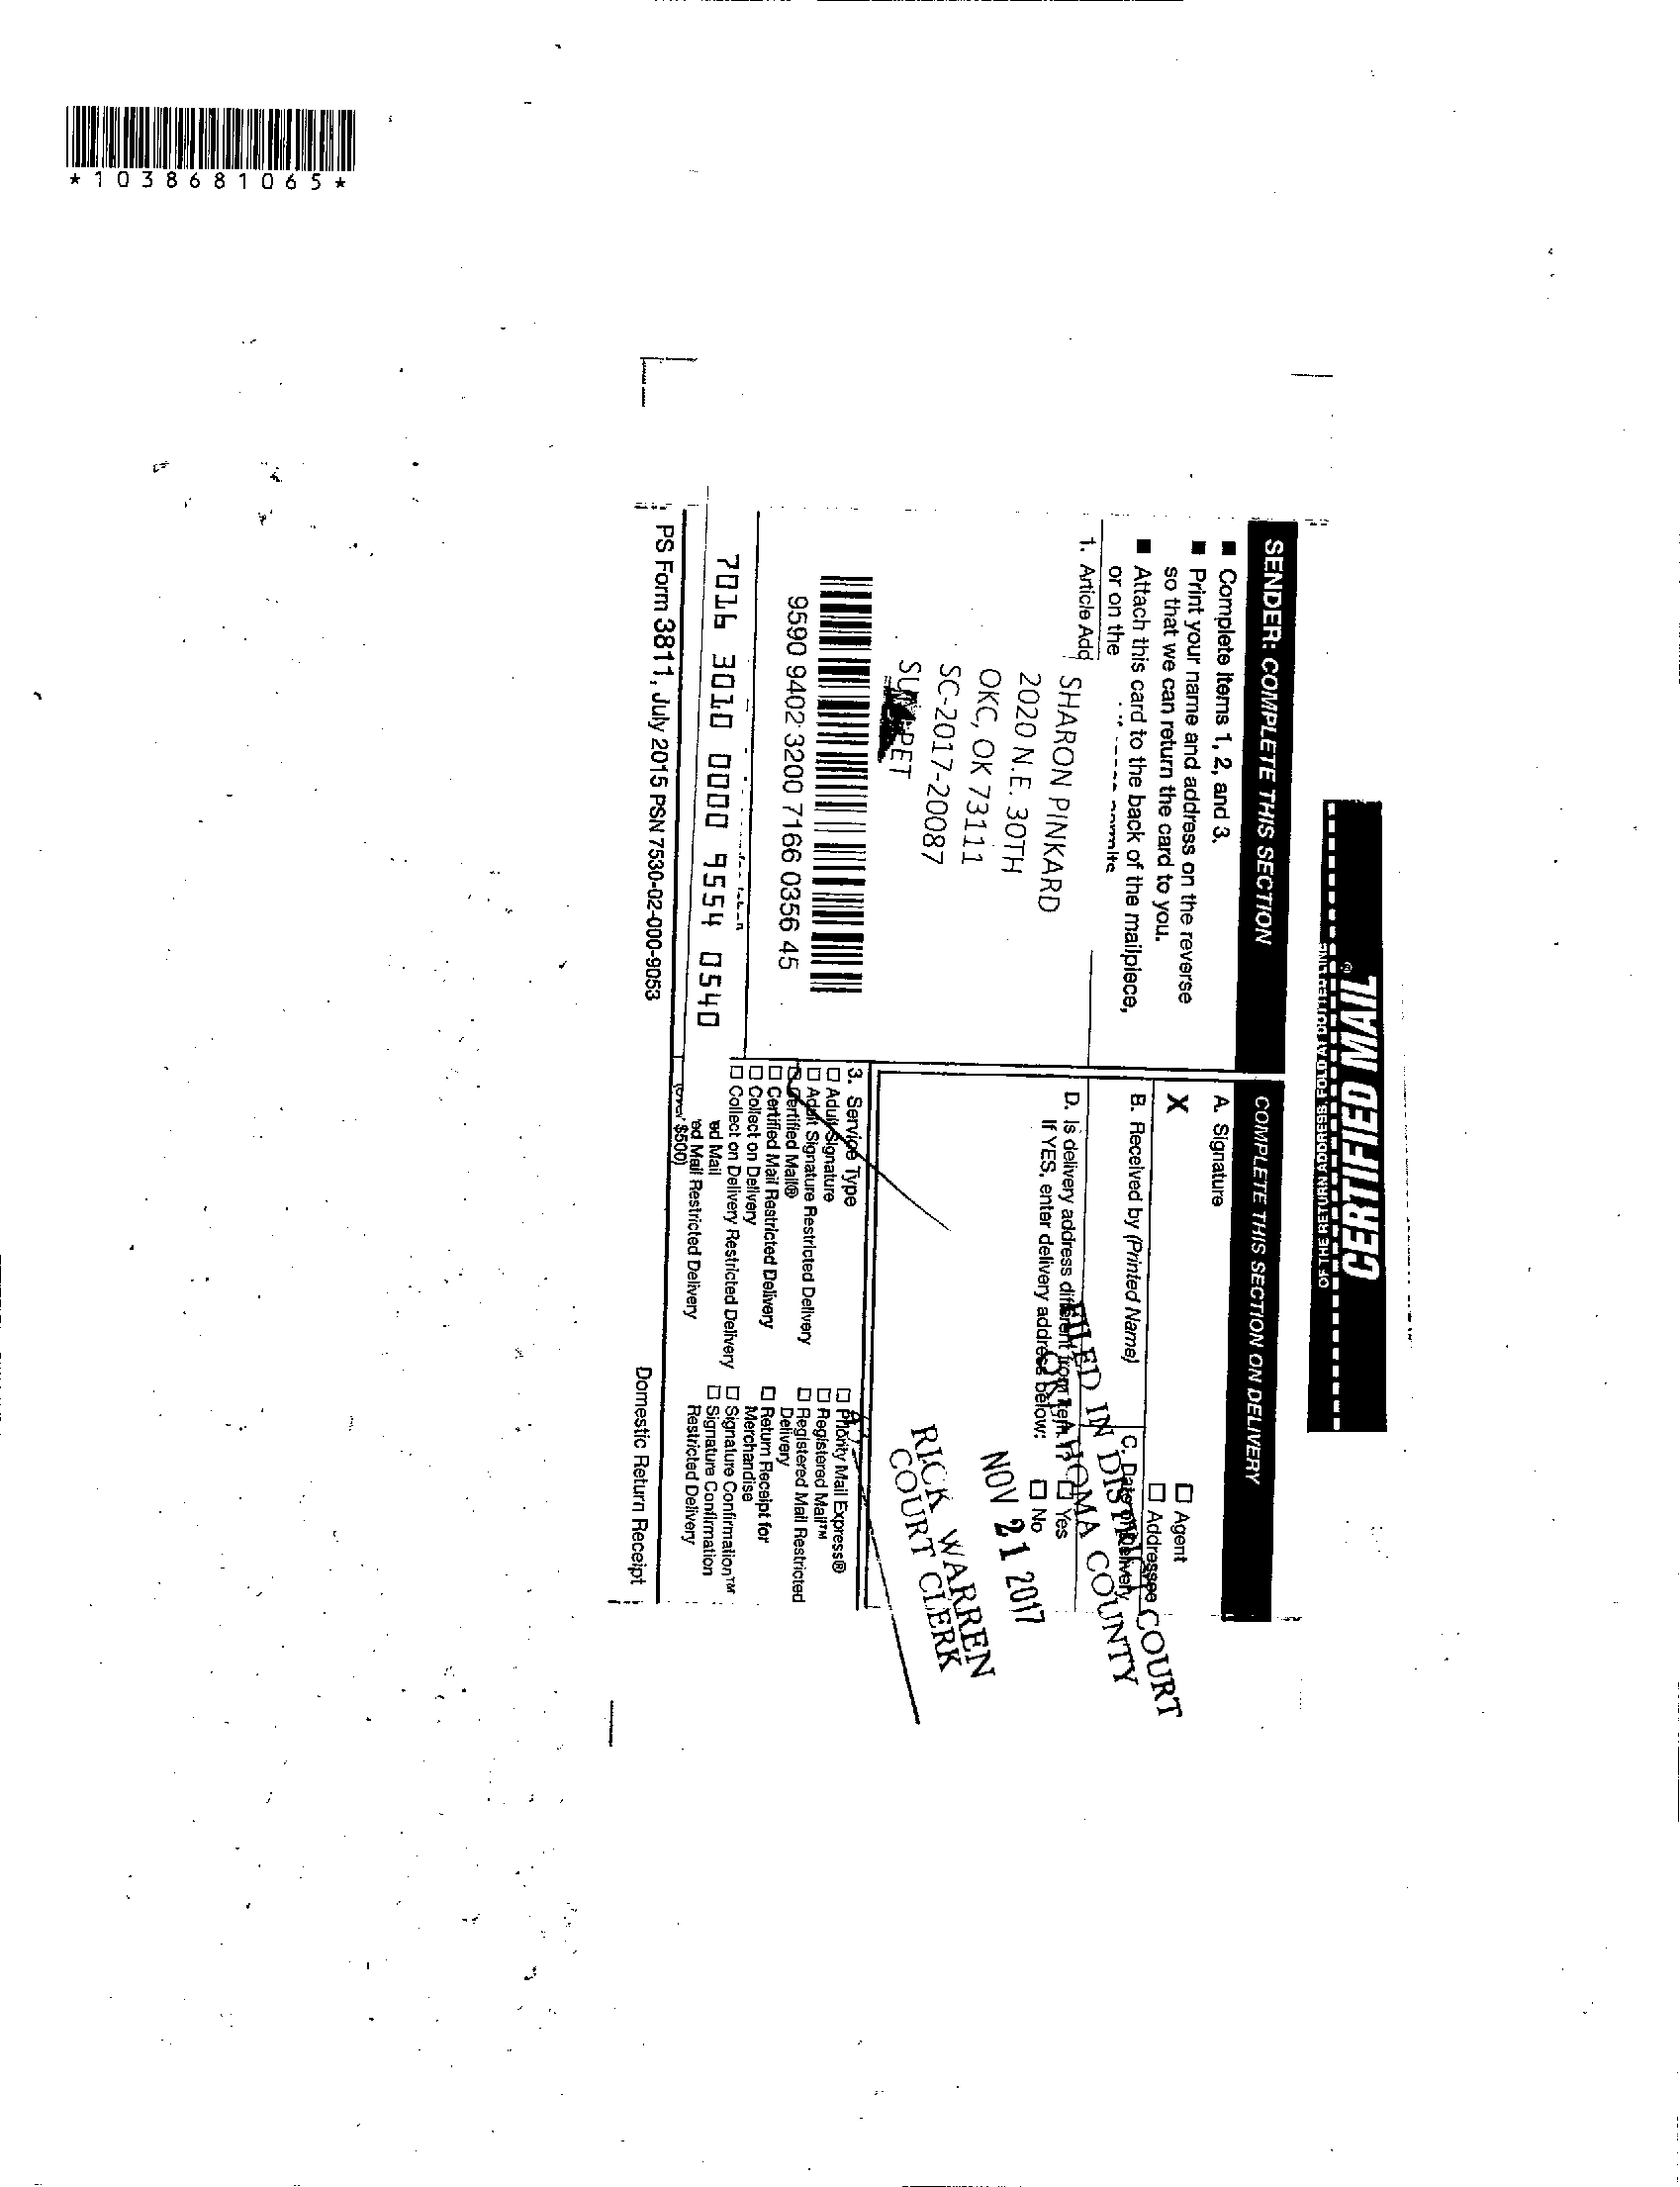 *1038681065*
CERTIFIED MAIL®
OF THE RETURN ADDRESS, FOLD AT DOTTED LINE
SENDER: COMPLETE THIS SECTION
■ Complete items 1, 2, and 3.
■ Print your name and address on the reverse
so that we can return the card to you.
■ Attach this card to the back of the mailpiece,
or on the permits
1. Article Add
SHARON PINKARD
2020 N.E. 30TH
OKC, OK 73111
SC-2017-20087
PET
9590 9402 3200 7166 0356 45
7016 3010 0000 9554 0540
PS Form 3811, July 2015 PSN 7530-02-000-9053
COMPLETE THIS SECTION ON DELIVERY
A. Signature
X
☐ Agent
☐ Addressee
B. Received by (Printed Name)
C. Date of Delivery
D. Is delivery address different from item 1? ☐ Yes
If YES, enter delivery address below: ☐ No
FILED IN DISTRICT COURT
OKLAHOMA COUNTY
NOV 21 2017
RICK WARREN
COURT CLERK
3. Service Type
☐ Adult Signature
☐ Adult Signature Restricted Delivery
☐ Certified Mail®
☐ Certified Mail Restricted Delivery
☐ Collect on Delivery
☐ Collect on Delivery Restricted Delivery
ed Mail
ed Mail Restricted Delivery
(over $500)
☐ Priority Mail Express®
☐ Registered Mail™
☐ Registered Mail Restricted
Delivery
☐ Return Receipt for
Merchandise
☐ Signature Confirmation™
☐ Signature Confirmation
Restricted Delivery
Domestic Return Receipt